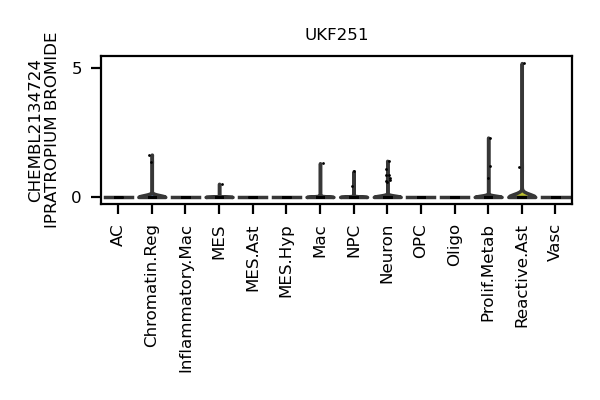 UKF251
CHEMBL2134724
IPRATROPIUM BROMIDE
5
0
AC
Chromatin.Reg
Inflammatory.Mac
MES
MES.Ast
MES.Hyp
Mac
NPC
Neuron
OPC
Oligo
Prolif.Metab
Reactive.Ast
Vasc